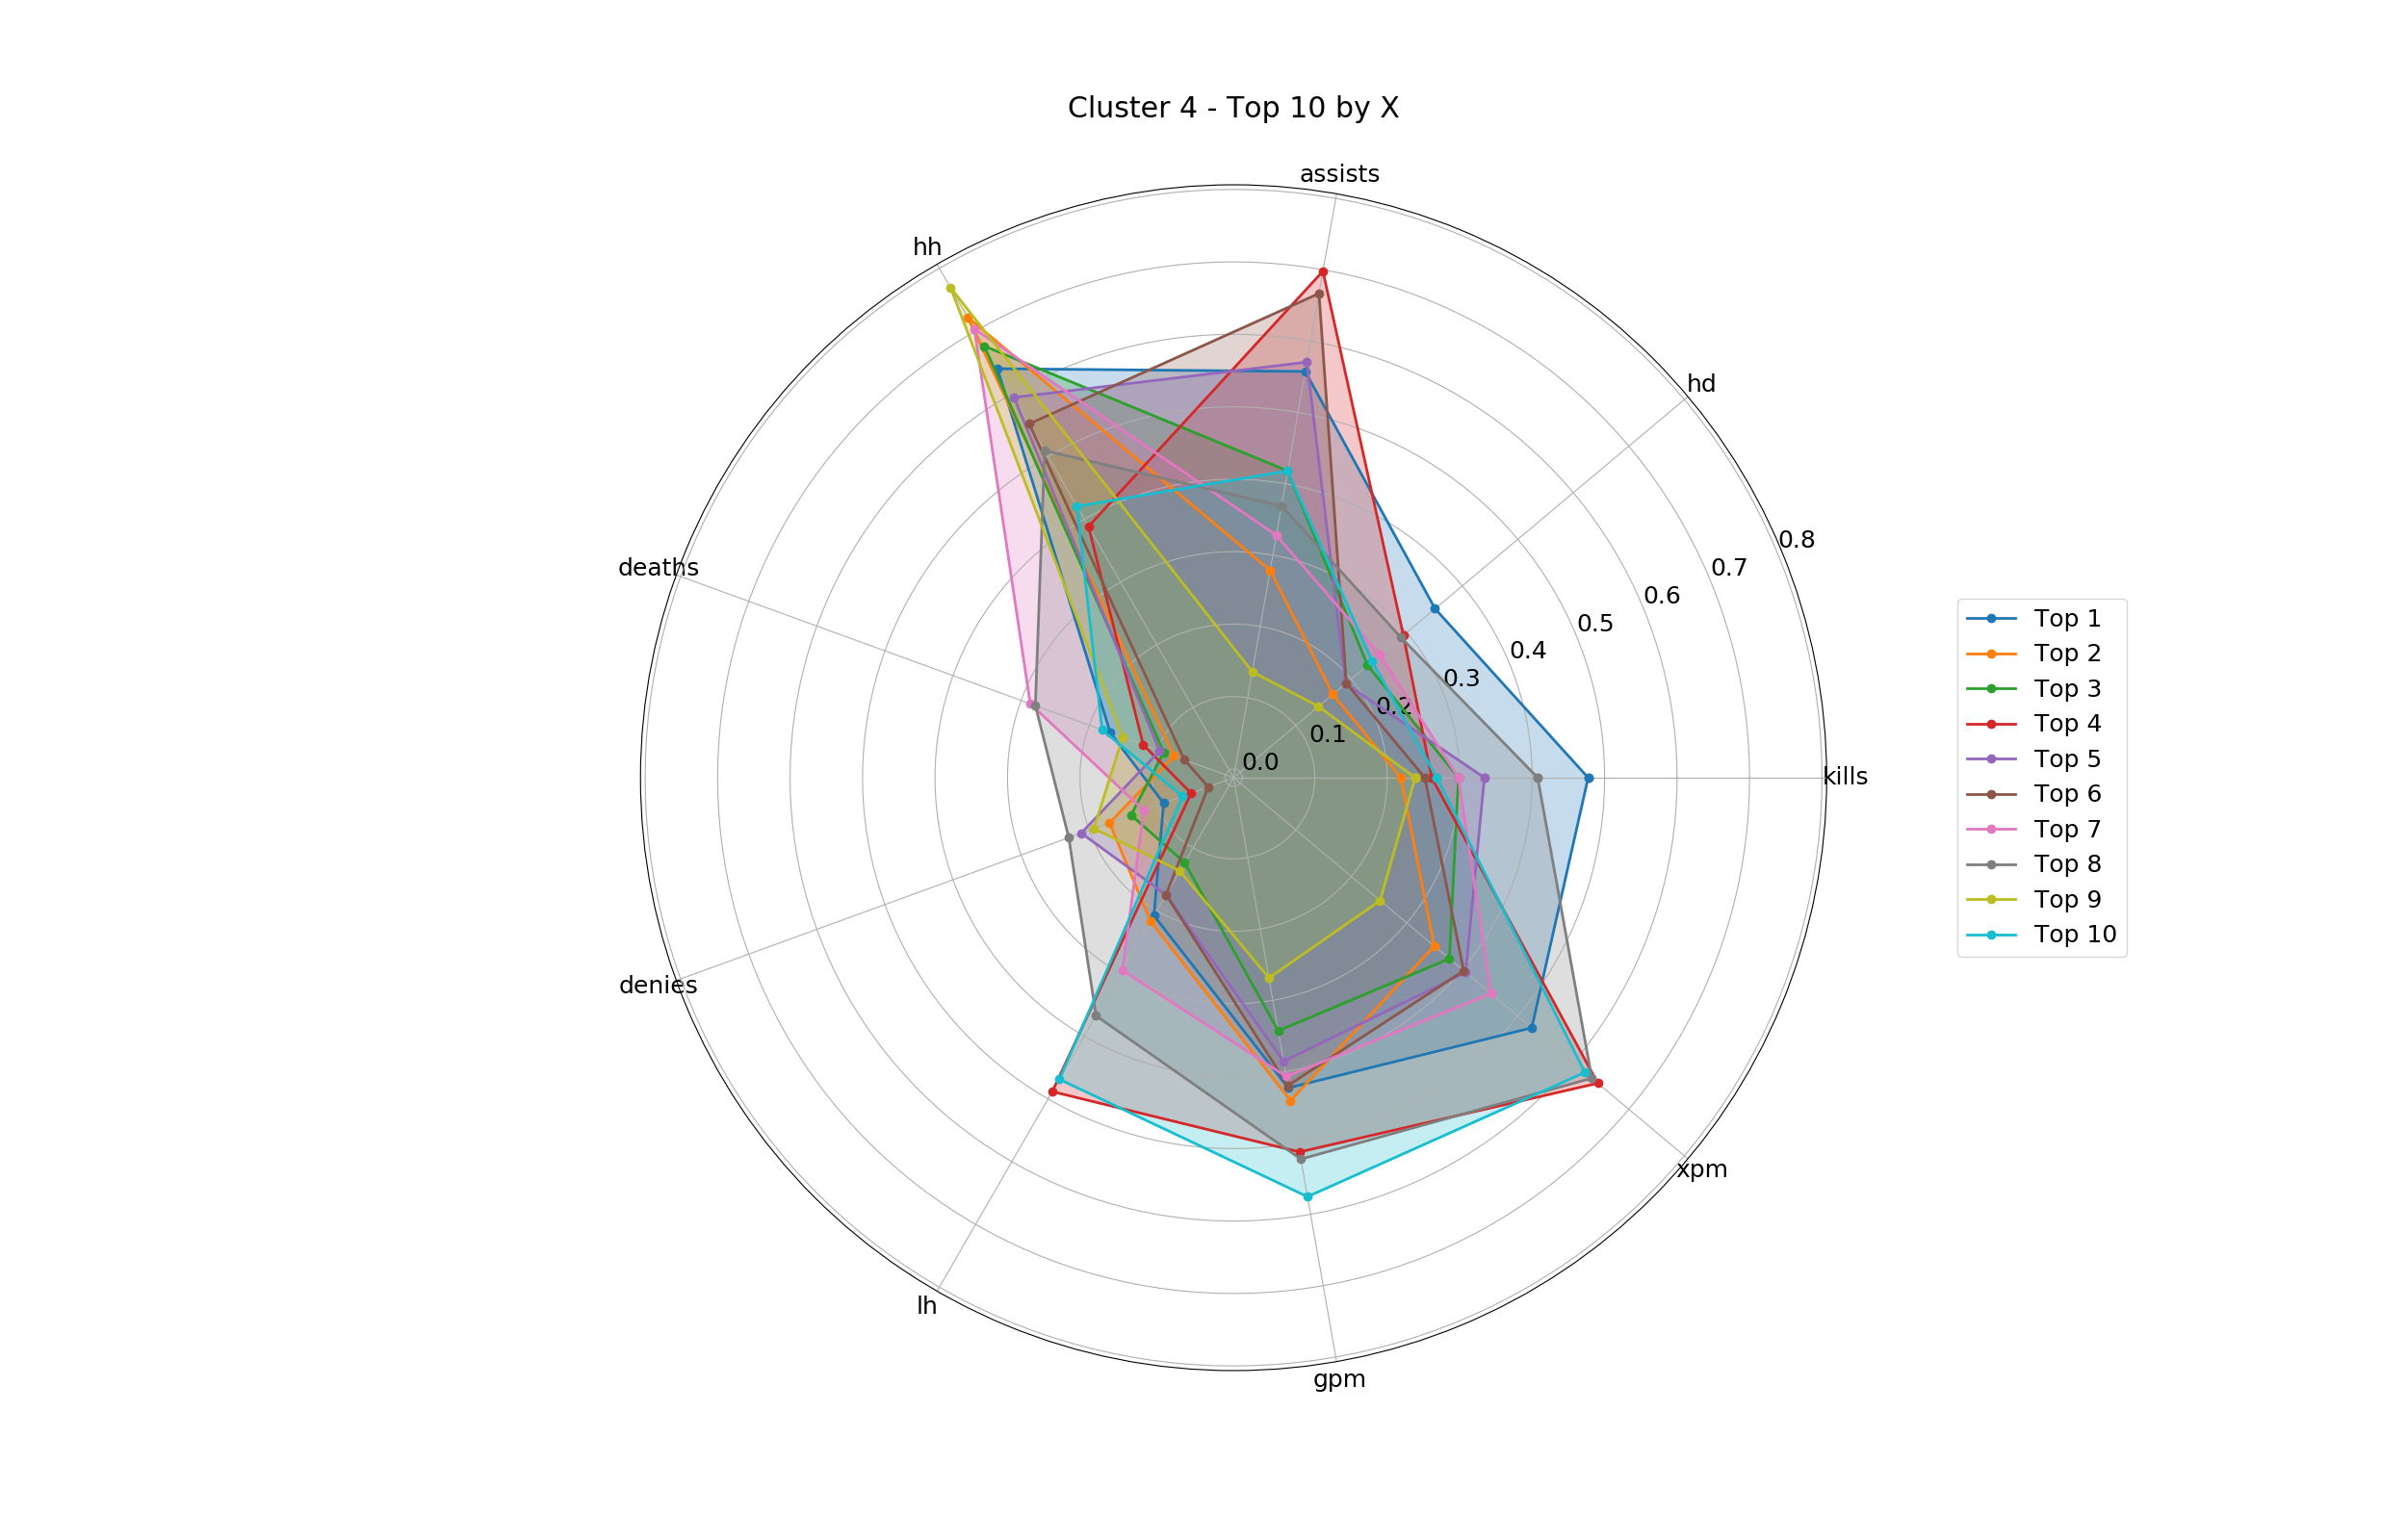 Cluster 4 - Top 10 by X
assists
hh
hd
deaths
kills
denies
lh
gpm
xpm
0.0
0.1
0.2
0.3
0.4
0.5
0.6
0.7
0.8
Top 1
Top 2
Top 3
Top 4
Top 5
Top 6
Top 7
Top 8
Top 9
Top 10